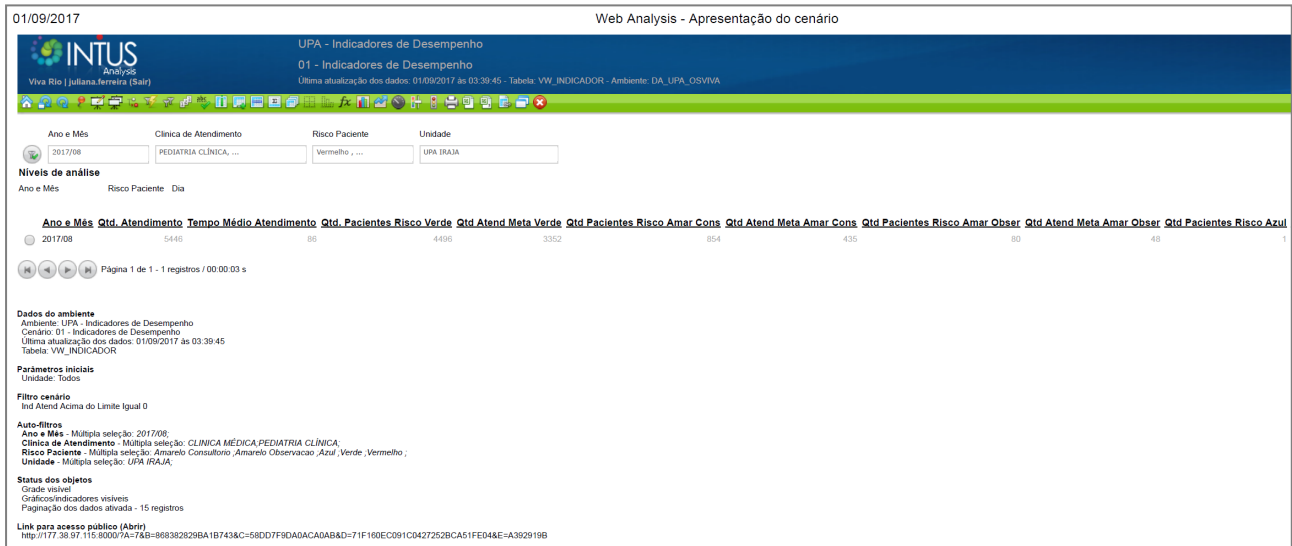 01/09/2017 Web Analysis - Apresentação do cenário
INTUS
Analysis
Viva Rio | juliana.ferreira (Sair)
UPA - Indicadores de Desempenho
01 - Indicadores de Desempenho
Última atualização dos dados: 01/09/2017 às 03:39:45 - Tabela: VW_INDICADOR - Ambiente: DA_UPA_OSVIVA
Ano e Mês Clinica de Atendimento Risco Paciente Unidade
2017/08 PEDIATRIA CLÍNICA, ... Vermelho , ... UPA IRAJA
Níveis de análise
Ano e Mês Risco Paciente Dia
Ano e Mês Qtd. Atendimento Tempo Médio Atendimento Qtd. Pacientes Risco Verde Qtd Atend Meta Verde Qtd Pacientes Risco Amar Cons Qtd Atend Meta Amar Cons Qtd Pacientes Risco Amar Obser Qtd Atend Meta Amar Obser Qtd Pacientes Risco Azul
2017/08 5446 86 4496 3352 854 435 80 48 1
Página 1 de 1 - 1 registros / 00:00:03 s
Dados do ambiente
Ambiente: UPA - Indicadores de Desempenho
Cenário: 01 - Indicadores de Desempenho
Última atualização dos dados: 01/09/2017 às 03:39:45
Tabela: VW_INDICADOR
Parâmetros iniciais
Unidade: Todos
Filtro cenário
Ind Atend Acima do Limite Igual 0
Auto-filtros
Ano e Mês - Múltipla seleção: 2017/08;
Clinica de Atendimento - Múltipla seleção: CLINICA MÉDICA;PEDIATRIA CLÍNICA;
Risco Paciente - Múltipla seleção: Amarelo Consultorio ;Amarelo Observacao ;Azul ;Verde ;Vermelho ;
Unidade - Múltipla seleção: UPA IRAJA;
Status dos objetos
Grade visível
Gráficos/indicadores visíveis
Paginação dos dados ativada - 15 registros
Link para acesso público (Abrir)
http://177.38.97.115:8000/?A=7&B=868382829BA1B743&C=58DD7F9DA0ACA0AB&D=71F160EC091C0427252BCA51FE04&E=A392919B